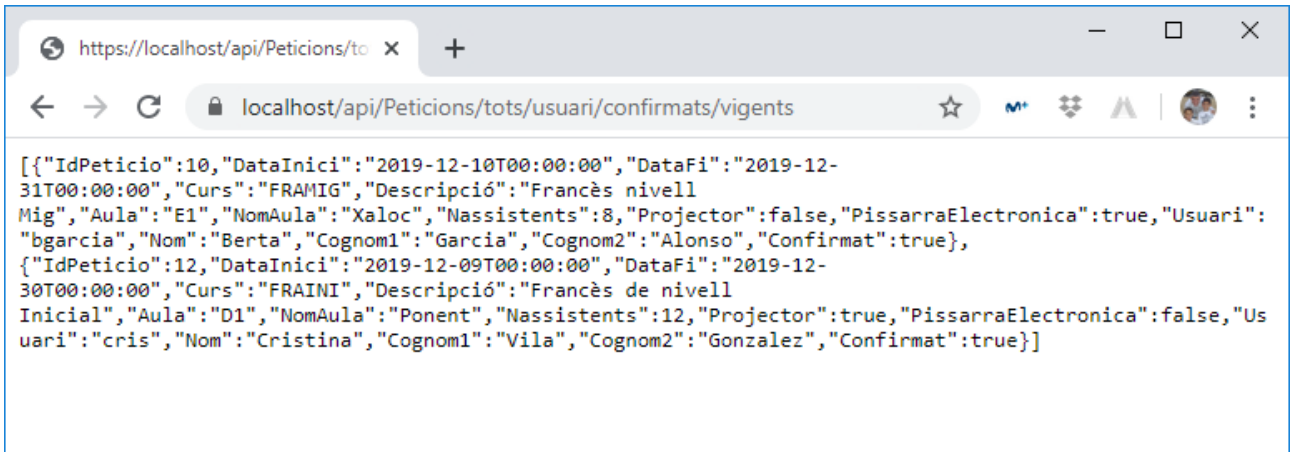 https://localhost/api/Peticions/to
localhost/api/Peticions/tots/usuari/confirmats/vigents
M+
[{"IdPeticio":10,"DataInici":"2019-12-10T00:00:00","DataFi":"2019-12-
31T00:00:00","Curs":"FRAMIG","Descripció":"Francès nivell
Mig","Aula":"E1","NomAula":"Xaloc","Nassistents":8,"Projector":false,"PissarraElectronica":true,"Usuari":
"bgarcia","Nom":"Berta","Cognom1":"Garcia","Cognom2":"Alonso","Confirmat":true},
{"IdPeticio":12,"DataInici":"2019-12-09T00:00:00","DataFi":"2019-12-
30T00:00:00","Curs":"FRAINI","Descripció":"Francès de nivell
Inicial","Aula":"D1","NomAula":"Ponent","Nassistents":12,"Projector":true,"PissarraElectronica":false,"Us
uari":"cris","Nom":"Cristina","Cognom1":"Vila","Cognom2":"Gonzalez","Confirmat":true}]